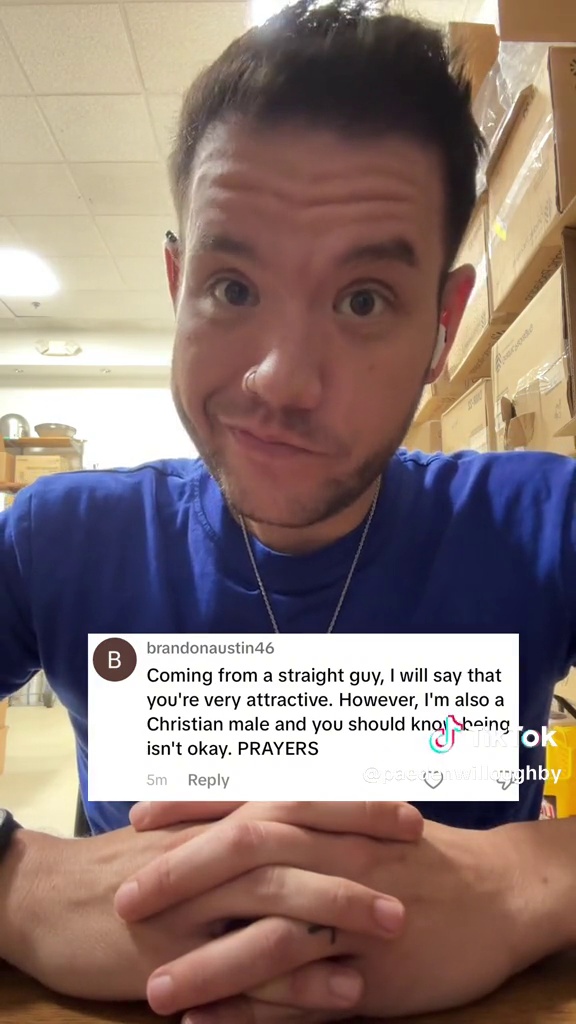 B
brandonaustin46
Coming from a straight guy, I will say that
you're very attractive. However, I'm also a
Christian male and you should know being
isn't okay. PRAYERS
5m Reply
TikTok